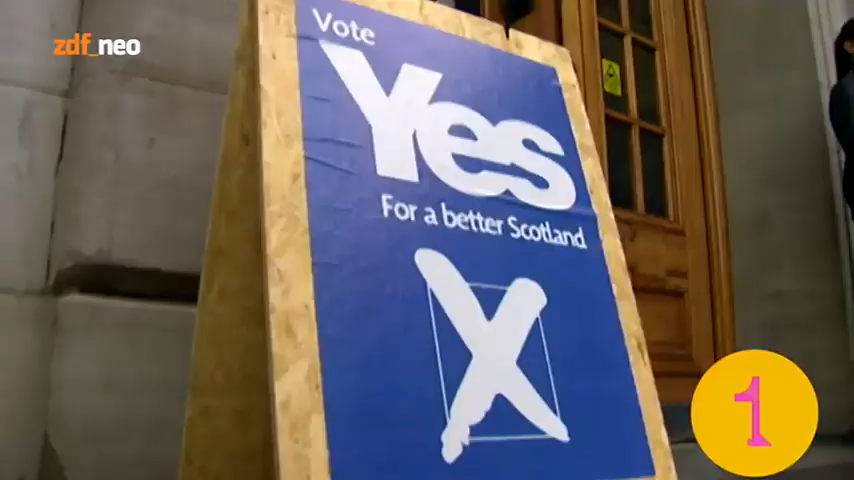 zdf_neo
Vote
Yes
For a better Scotland
X
1